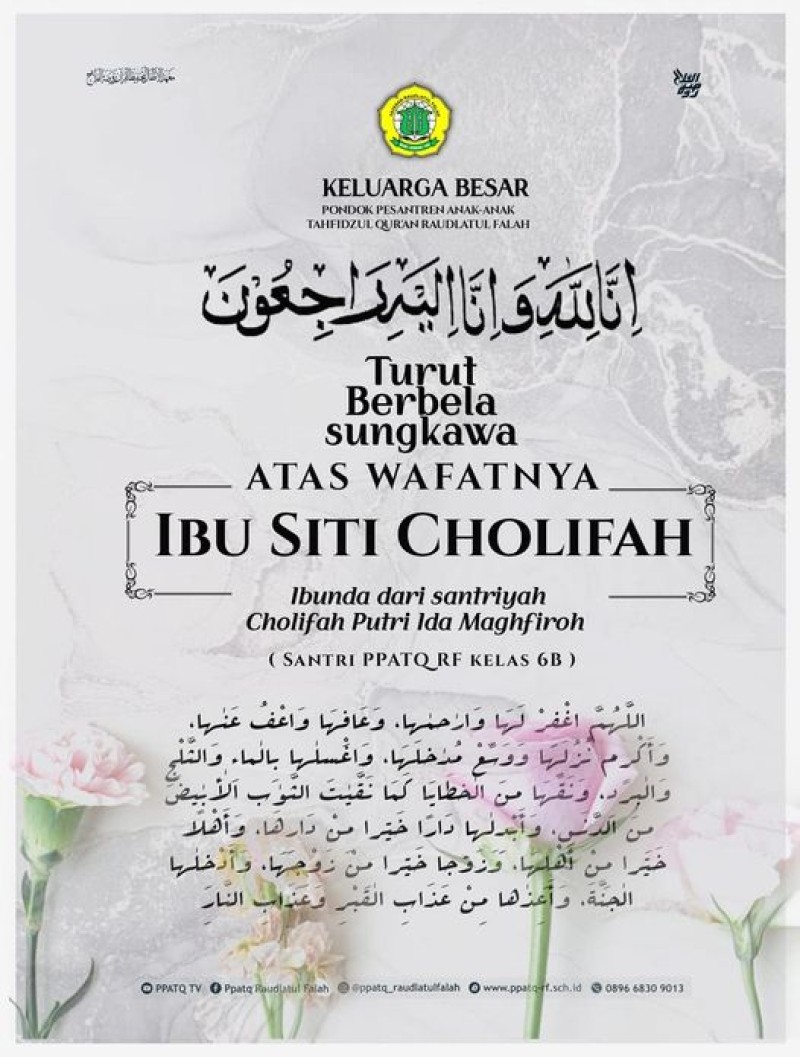 KELUARGA BESAR
PONDOK PESANTREN ANAK-ANAK
TAHFIDZUL QUR'AN RAUDLATUL FALAH
اِنَّا لِلّٰهِ وَاِنَّا اِلَيْهِ رَاجِعُوْنَ
Turut
Berbela
sungkawa
ATAS WAFATNYA
IBU SITI CHOLIFAH
Ibunda dari santriyah
Cholifah Putri Ida Maghfiroh
( SANTRI PPATQ RF KELAS 6B )
اللَّهُمَّ اغْفِرْ لَهَا وَارْحَمْهَا، وَعَافِهَا وَاعْفُ عَنْهَا،
وَأَكْرِمْ نُزُلَهَا وَوَسِّعْ مُدْخَلَهَا، وَاغْسِلْهَا بِالْمَاءِ وَالثَّلْجِ
وَالْبَرَدِ، وَنَقِّهَا مِنَ الْخَطَايَا كَمَا نَقَّيْتَ الثَّوْبَ الْأَبْيَضَ
مِنَ الدَّنَسِ، وَأَبْدِلْهَا دَارًا خَيْرًا مِنْ دَارِهَا، وَأَهْلًا
خَيْرًا مِنْ أَهْلِهَا، وَزَوْجًا خَيْرًا مِنْ زَوْجِهَا، وَأَدْخِلْهَا
الْجَنَّةَ، وَأَعِذْهَا مِنْ عَذَابِ الْقَبْرِ وَعَذَابِ النَّارِ
PPATQ TV Ppatq Raudlatul Falah @ppatq_raudlatulfalah www.ppatq-rf.sch.id 0896 6830 9013